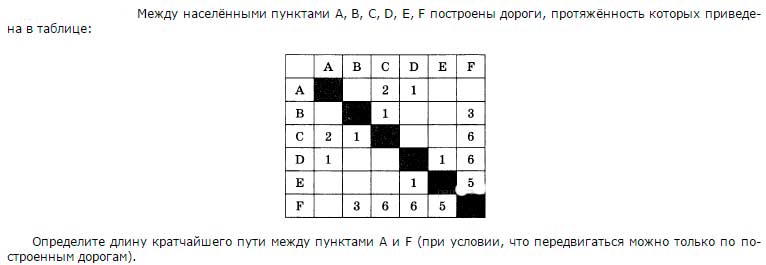 Между населёнными пунктами A, B, C, D, E, F построены дороги, протяжённость которых приведе-
на в таблице:
A B C D E F
A 2 1
B 1 3
C 2 1 6
D 1 1 6
E 1 5
F 3 6 6 5
Определите длину кратчайшего пути между пунктами A и F (при условии, что передвигаться можно только по по-
строенным дорогам).